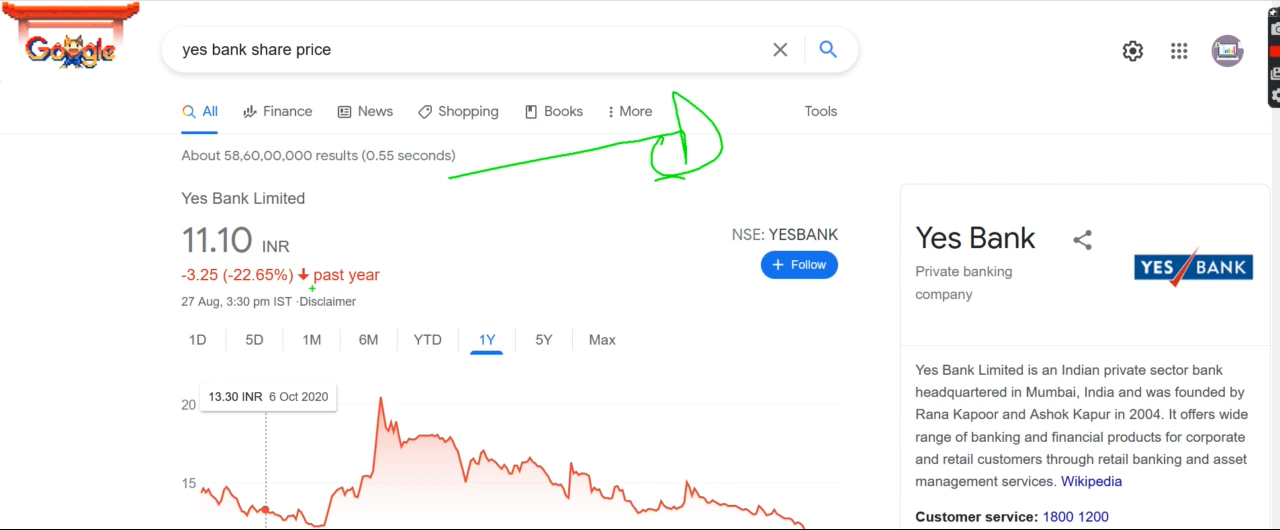 Google
yes bank share price
All Finance News Shopping Books More Tools
About 58,60,00,000 results (0.55 seconds)
Yes Bank Limited
11.10 INR
-3.25 (-22.65%) past year
27 Aug, 3:30 pm IST ·Disclaimer
NSE: YESBANK
+ Follow
1D 5D 1M 6M YTD 1Y 5Y Max
13.30 INR 6 Oct 2020
20
15
Yes Bank
Private banking
company
YES BANK
Yes Bank Limited is an Indian private sector bank
headquartered in Mumbai, India and was founded by
Rana Kapoor and Ashok Kapur in 2004. It offers wide
range of banking and financial products for corporate
and retail customers through retail banking and asset
management services. Wikipedia
Customer service: 1800 1200